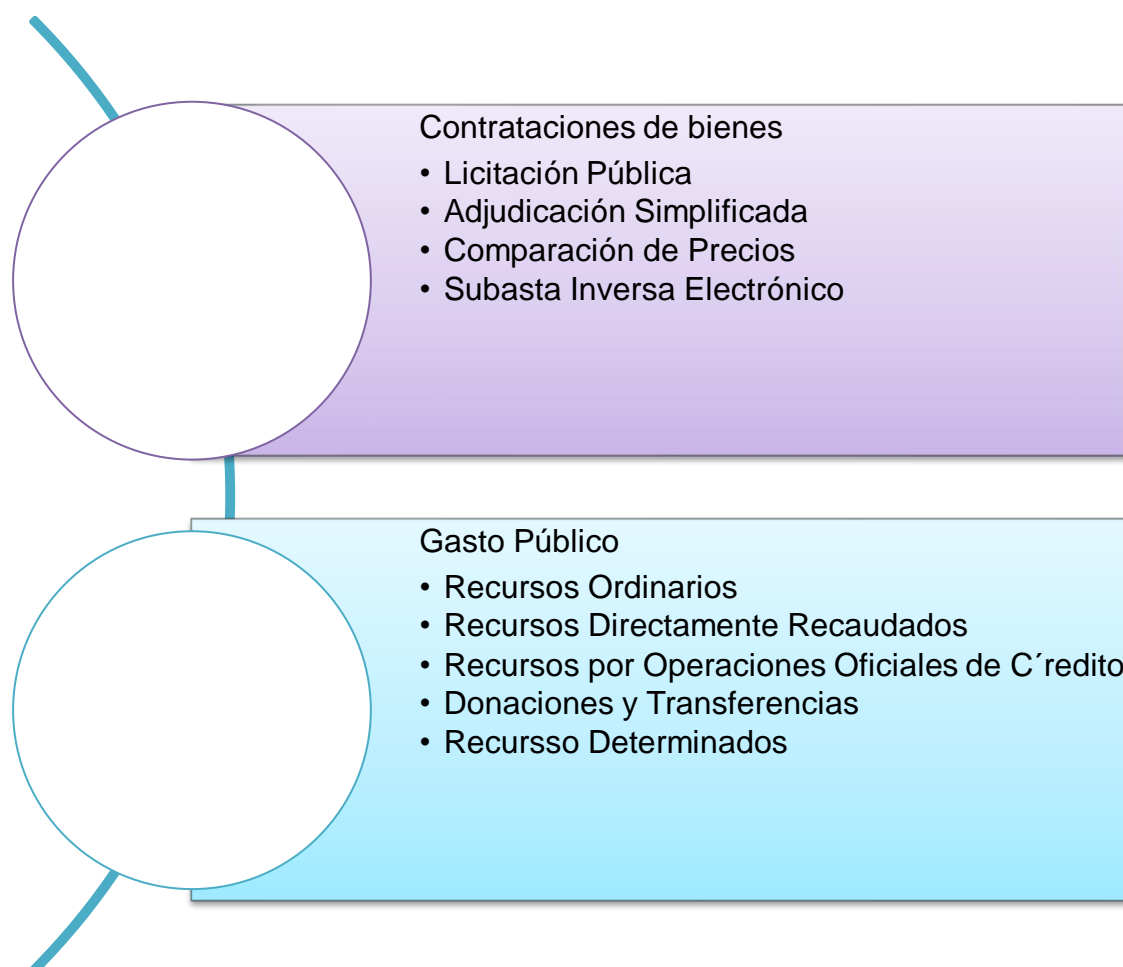 Contrataciones de bienes
• Licitación Pública
• Adjudicación Simplificada
• Comparación de Precios
• Subasta Inversa Electrónico
Gasto Público
• Recursos Ordinarios
• Recursos Directamente Recaudados
• Recursos por Operaciones Oficiales de C´redito
• Donaciones y Transferencias
• Recursso Determinados